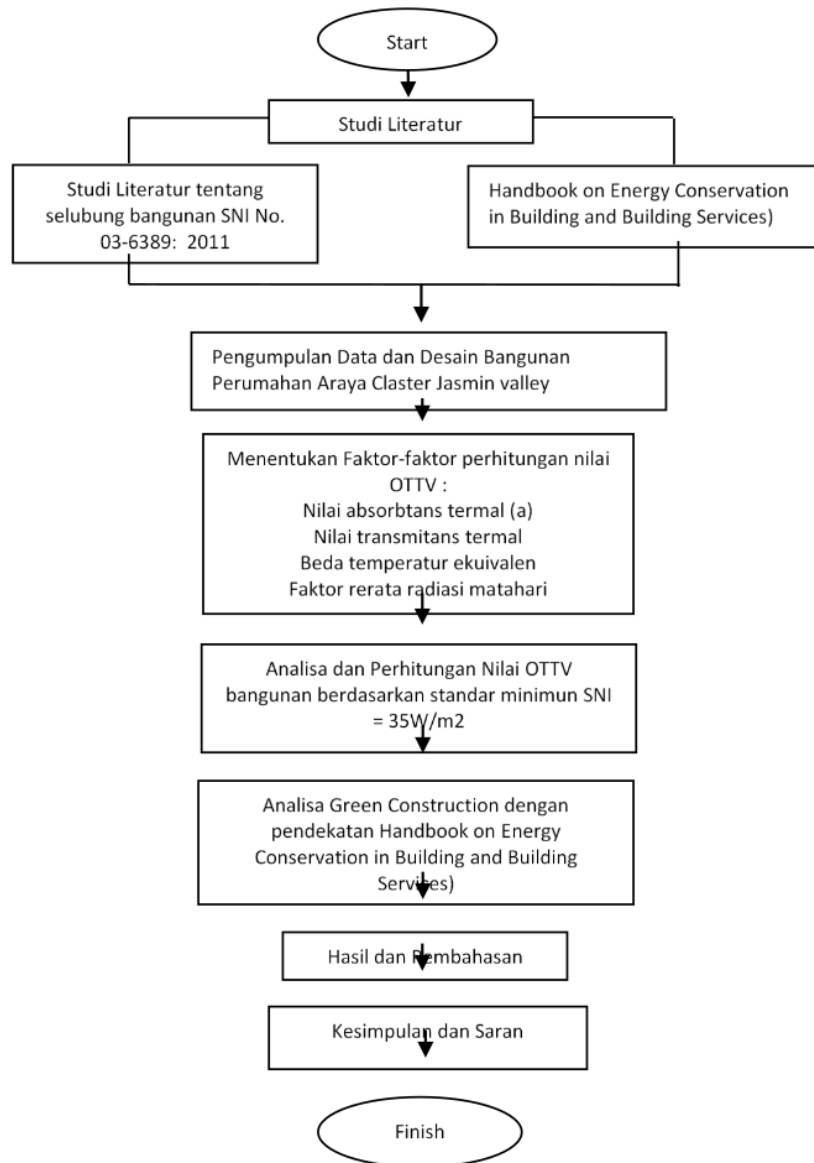 Start
Studi Literatur
Studi Literatur tentang
selubung bangunan SNI No.
03-6389: 2011
Handbook on Energy Conservation
in Building and Building Services)
Pengumpulan Data dan Desain Bangunan
Perumahan Araya Claster Jasmin valley
Menentukan Faktor-faktor perhitungan nilai
OTTV :
Nilai absorbtans termal (a)
Nilai transmitans termal
Beda temperatur ekuivalen
Faktor rerata radiasi matahari
Analisa dan Perhitungan Nilai OTTV
bangunan berdasarkan standar minimun SNI
= 35W/m2
Analisa Green Construction dengan
pendekatan Handbook on Energy
Conservation in Building and Building
Services)
Hasil dan Pembahasan
Kesimpulan dan Saran
Finish